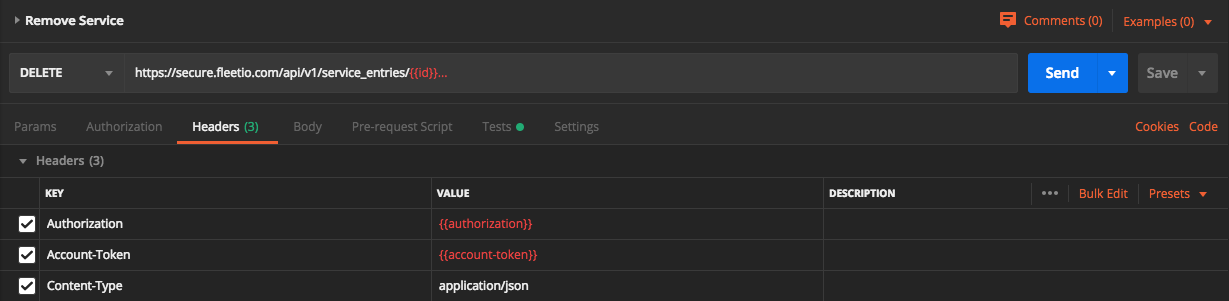 Remove Service
Comments (0) Examples (0)
DELETE https://secure.fleetio.com/api/v1/service_entries/{{id}}... Send Save
Params Authorization Headers (3) Body Pre-request Script Tests Settings Cookies Code
Headers (3)
KEY VALUE DESCRIPTION ••• Bulk Edit Presets
Authorization {{authorization}}
Account-Token {{account-token}}
Content-Type application/json